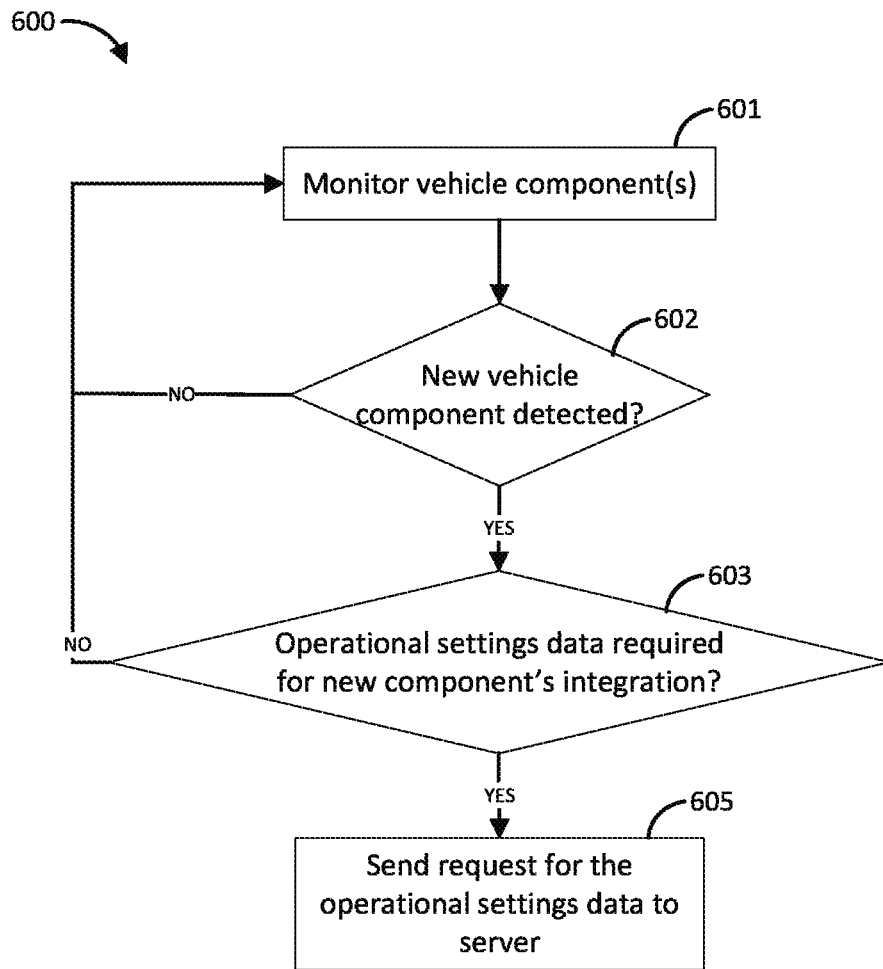 600
601
Monitor vehicle component(s)
602
New vehicle
component detected?
NO
YES
603
Operational settings data required
for new component's integration?
NO
YES
605
Send request for the
operational settings data to
server